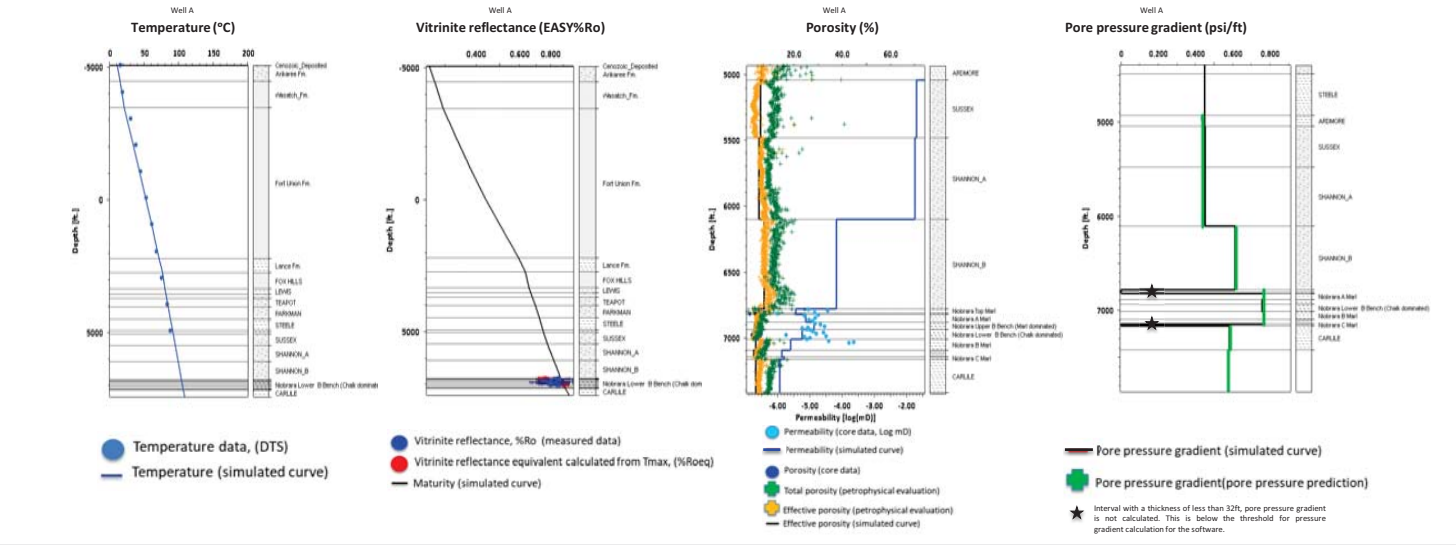 Well A
Temperature (°C)
0 50 100 150 200
-5000
0
5000
Depth [ft.]
Cenozoic_Deposited
Arikaree Fm.
Wasatch_Fm.
Fort Union Fm.
Lance Fm.
FOX HILLS
LEWIS
TEAPOT
PARKMAN
STEELE
SUSSEX
SHANNON_A
SHANNON_B
Niobrara Lower B Bench (Chalk dominate
CARLILE
Temperature data, (DTS)
Temperature (simulated curve)
Well A
Vitrinite reflectance (EASY%Ro)
0.400 0.600 0.800
-5000
0
5000
Depth [ft.]
Cenozoic_Deposited
Arikaree Fm.
Wasatch_Fm.
Fort Union Fm.
Lance Fm.
FOX HILLS
LEWIS
TEAPOT
PARKMAN
STEELE
SUSSEX
SHANNON_A
SHANNON_B
Niobrara Lower B Bench (Chalk dom
CARLILE
Vitrinite reflectance, %Ro (measured data)
Vitrinite reflectance equivalent calculated from Tmax, (%Roeq)
Maturity (simulated curve)
Well A
Porosity (%)
20.0 40.0 60.0
5000
5500
6000
6500
7000
Depth [ft.]
ARDMORE
SUSSEX
SHANNON_A
SHANNON_B
Niobrara Top Marl
Niobrara A Marl
Niobrara Upper B Bench (Marl dominated)
Niobrara Lower B Bench (Chalk dominated)
Niobrara B Marl
Niobrara C Marl
CARLILE
-6.00 -5.00 -4.00 -3.00 -2.00
Permeability [log(mD)]
Permeability (core data, Log mD)
Permeability (simulated curve)
Porosity (core data)
Total porosity (petrophysical evaluation)
Effective porosity (petrophysical evaluation)
Effective porosity (simulated curve)
Well A
Pore pressure gradient (psi/ft)
0 0.200 0.400 0.600 0.800
5000
6000
7000
Depth [ft.]
STEELE
ARDMORE
SUSSEX
SHANNON_A
SHANNON_B
Niobrara A Marl
Niobrara Lower B Bench (Chalk dominated)
Niobrara B Marl
Niobrara C Marl
CARLILE
Pore pressure gradient (simulated curve)
Pore pressure gradient(pore pressure prediction)
Interval with a thickness of less than 32ft, pore pressure gradient
is not calculated. This is below the threshold for pressure
gradient calculation for the software.